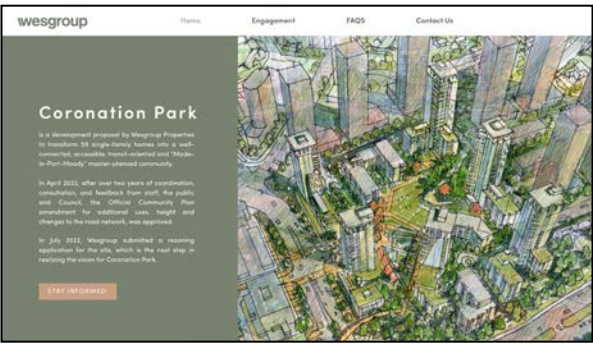 wesgroup
Home Engagement FAQS Contact Us
Coronation Park
is a development proposal by Wesgroup Properties
to transform 59 single-family homes into a well-
connected, accessible, transit-oriented and "Made-
in-Port-Moody" master-planned community.
In April 2022, after over two years of coordination,
consultation, and feedback from staff, the public
and Council, the Official Community Plan
amendment for additional uses, height and
changes to the road network, was approved.
In July 2022, Wesgroup submitted a rezoning
application for the site, which is the next step in
realizing the vision for Coronation Park.
STAY INFORMED